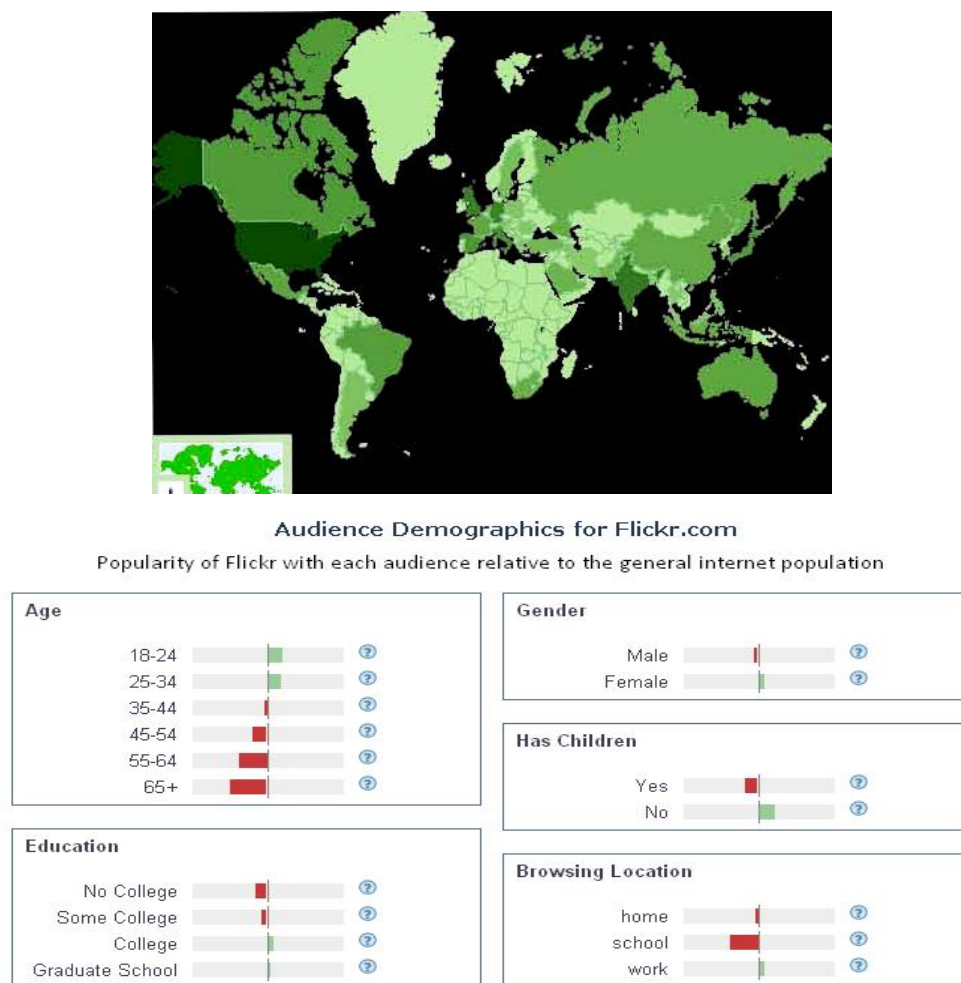 Audience Demographics for Flickr.com
Popularity of Flickr with each audience relative to the general internet population
Age
18-24
25-34
35-44
45-54
55-64
65+
Education
No College
Some College
College
Graduate School
Gender
Male
Female
Has Children
Yes
No
Browsing Location
home
school
work